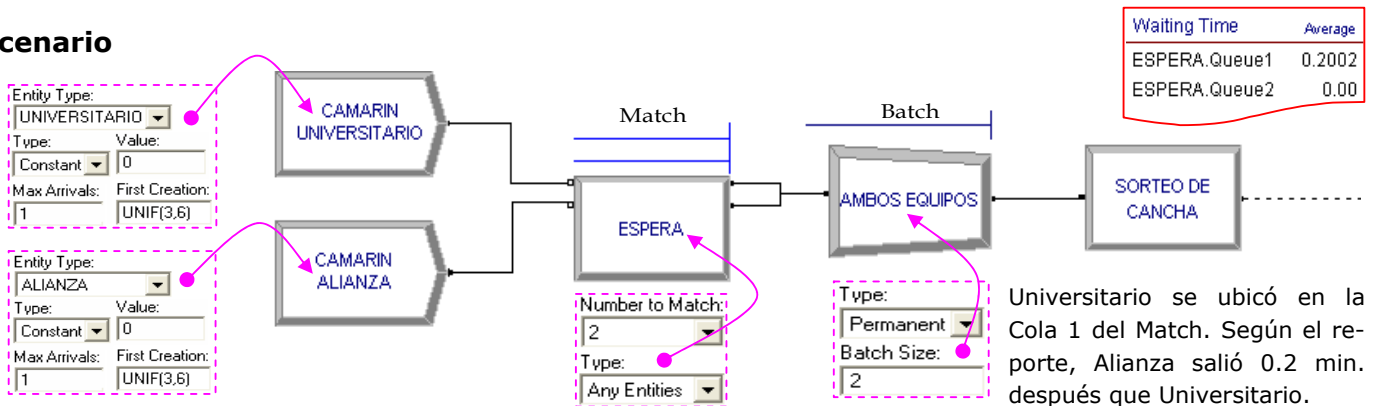 cenario
Waiting Time Average
ESPERA.Queue1 0.2002
ESPERA.Queue2 0.00
Entity Type:
UNIVERSITARIO
Type: Value:
Constant 0
Max Arrivals: First Creation:
1 UNIF(3,6)
CAMARIN
UNIVERSITARIO
Match
Batch
ESPERA
AMBOS EQUIPOS
SORTEO DE
CANCHA
Entity Type:
ALIANZA
Type: Value:
Constant 0
Max Arrivals: First Creation:
1 UNIF(3,6)
CAMARIN
ALIANZA
Number to Match:
2
Type:
Any Entities
Type:
Permanent
Batch Size:
2
Universitario se ubicó en la
Cola 1 del Match. Según el re-
porte, Alianza salió 0.2 min.
después que Universitario.